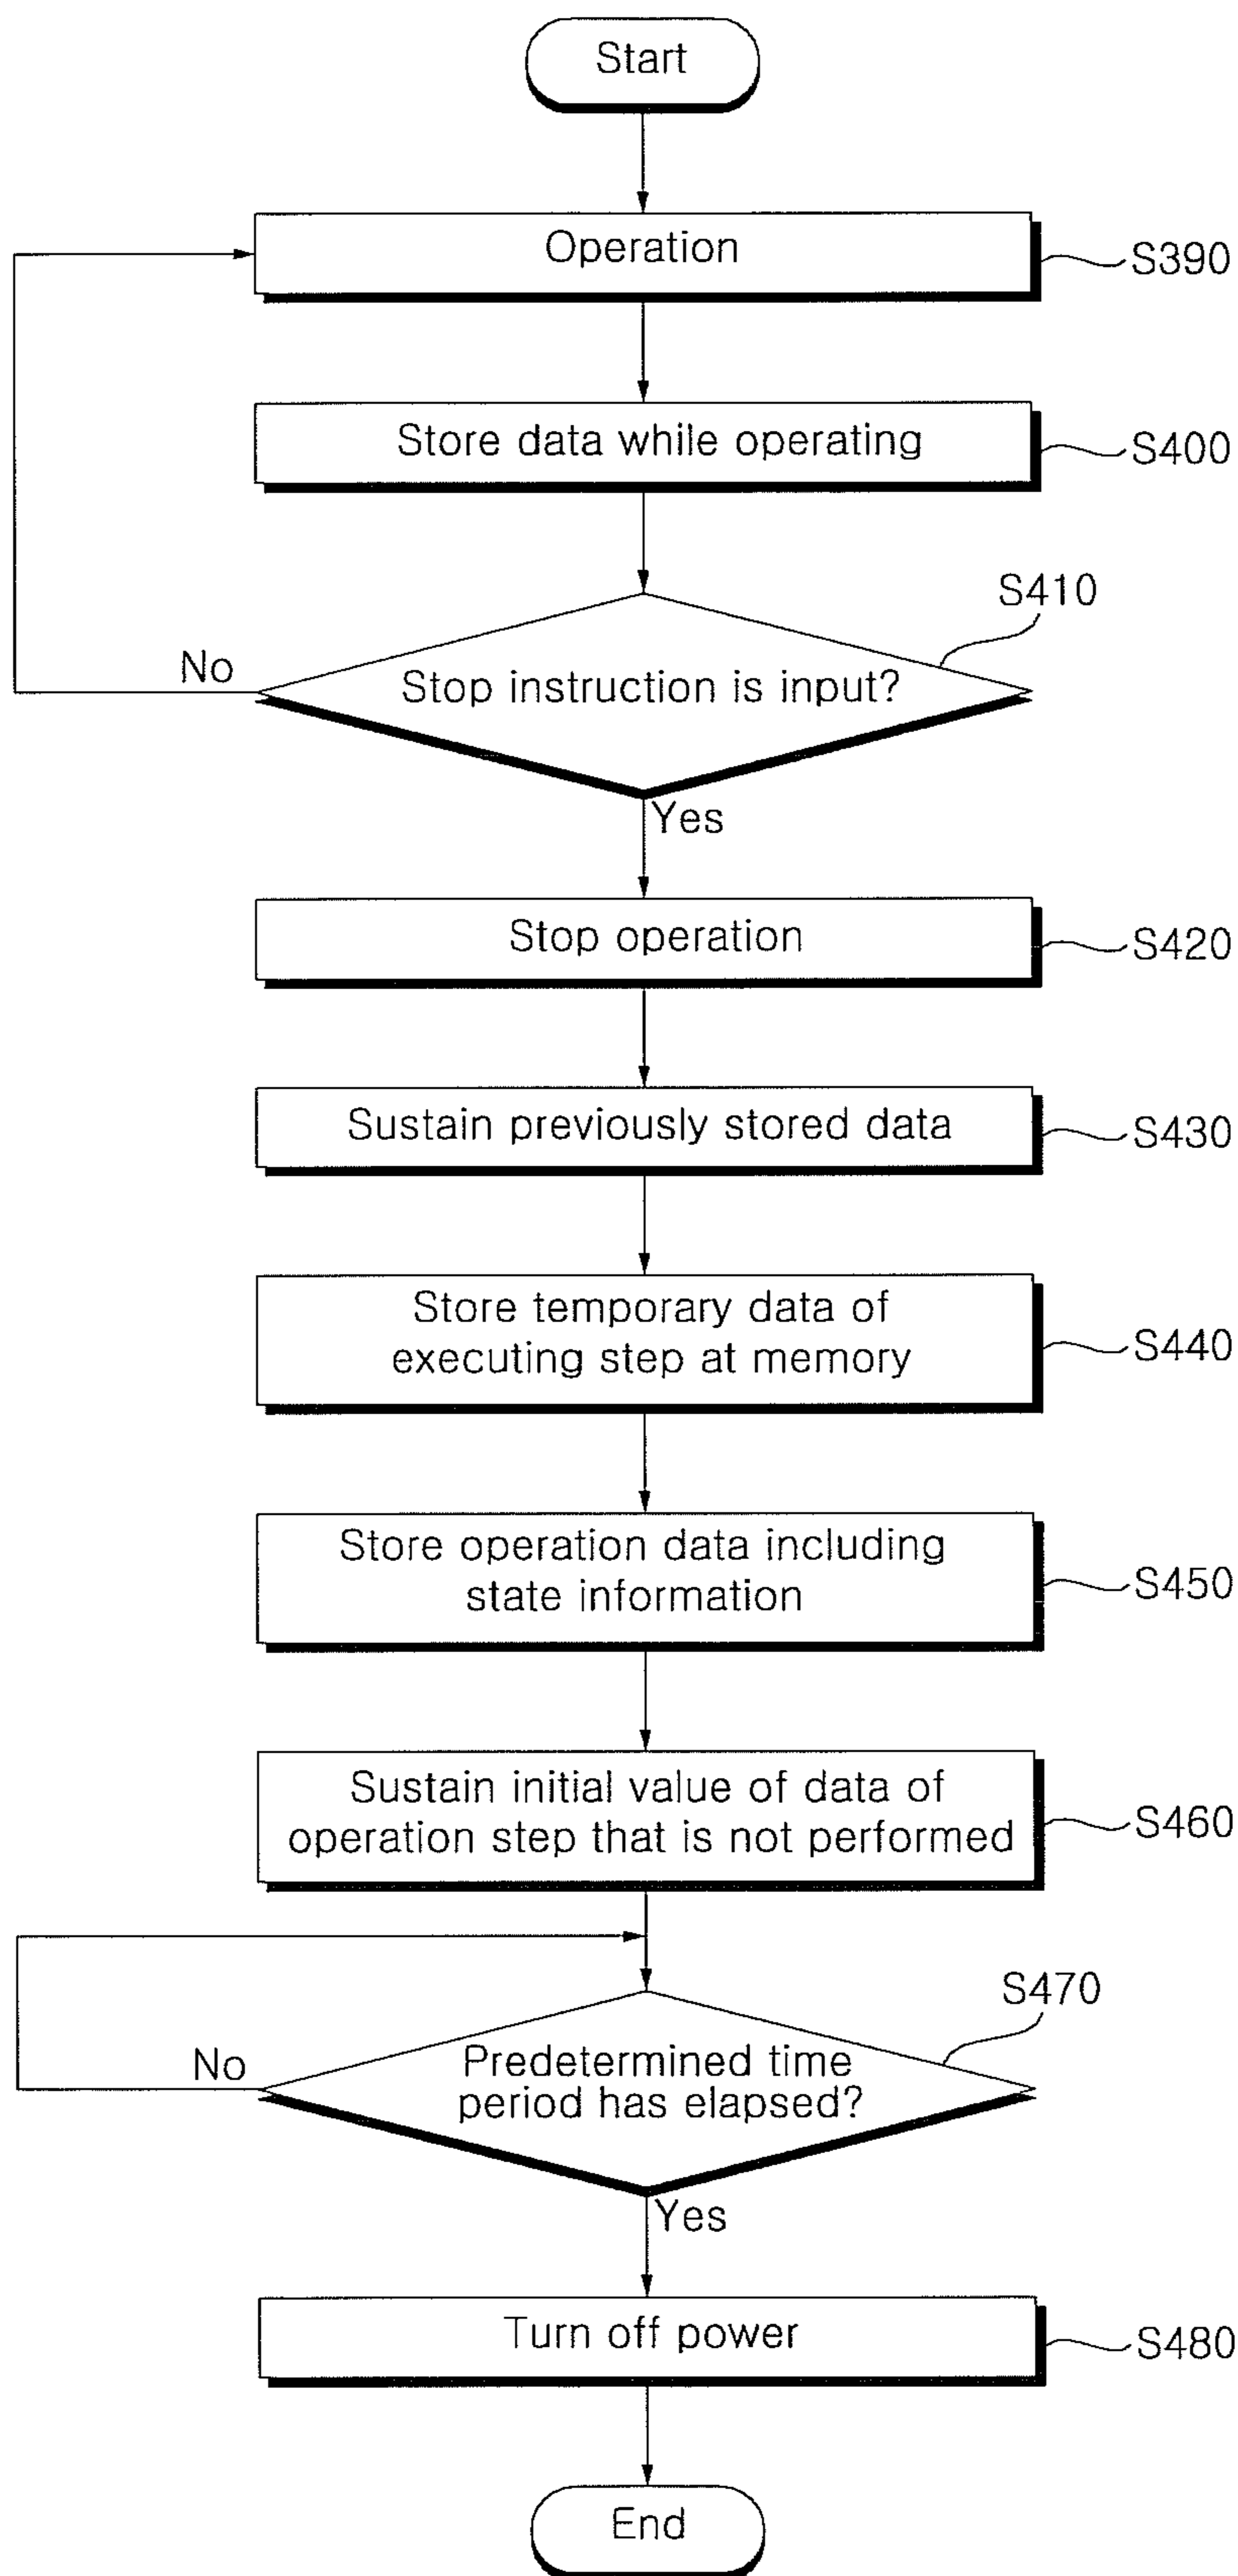 Start
Operation
S390
Store data while operating
S400
S410
No
Stop instruction is input?
Yes
Stop operation
S420
Sustain previously stored data
S430
Store temporary data of
executing step at memory
S440
Store operation data including
state information
S450
Sustain initial value of data of
operation step that is not performed
S460
S470
No
Predetermined time
period has elapsed?
Yes
Turn off power
S480
End